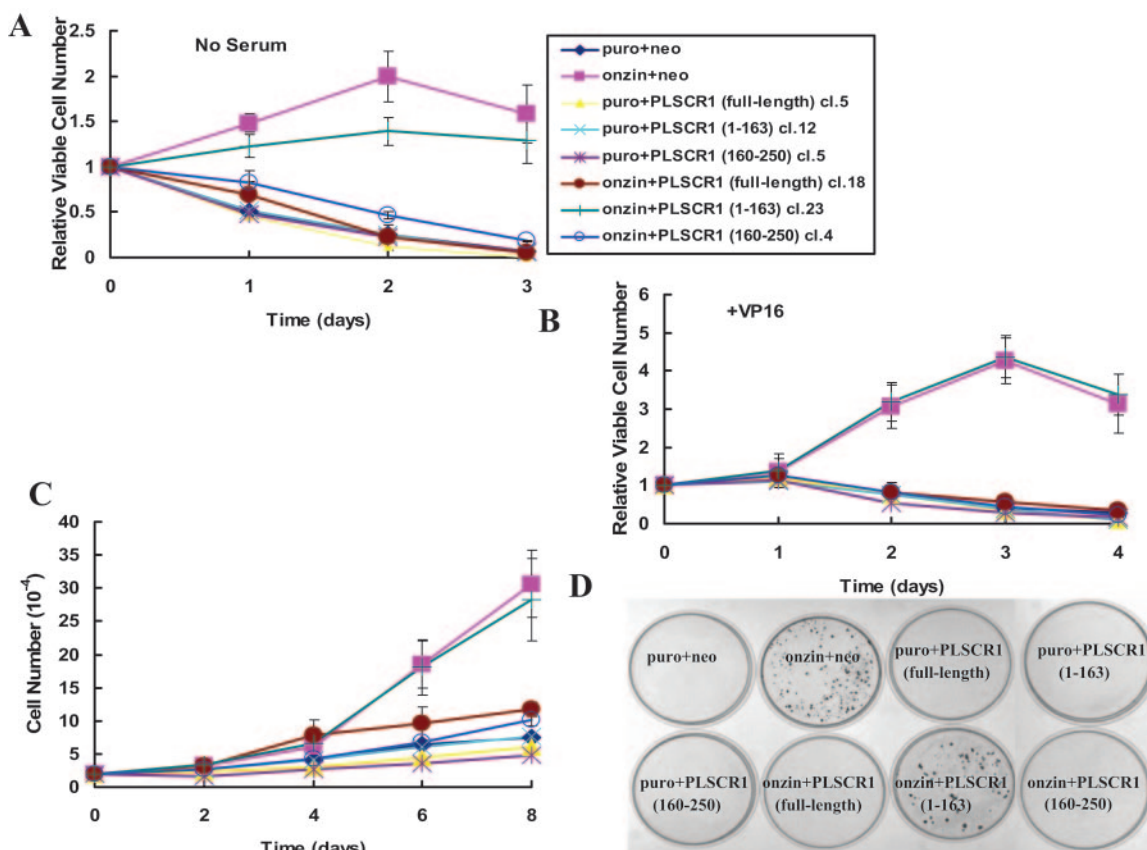 A
No Serum
Relative Viable Cell Number
2.5
2
1.5
1
0.5
0
0 1 2 3
Time (days)
puro+neo
onzin+neo
puro+PLSCR1 (full-length) cl.5
puro+PLSCR1 (1-163) cl.12
puro+PLSCR1 (160-250) cl.5
onzin+PLSCR1 (full-length) cl.18
onzin+PLSCR1 (1-163) cl.23
onzin+PLSCR1 (160-250) cl.4
B
+VP16
Relative Viable Cell Number
6
5
4
3
2
1
0
0 1 2 3 4
Time (days)
C
Cell Number (10⁻⁴)
40
35
30
25
20
15
10
5
0
0 2 4 6 8
Time (days)
D
puro+neo
onzin+neo
puro+PLSCR1
(full-length)
puro+PLSCR1
(1-163)
puro+PLSCR1
(160-250)
onzin+PLSCR1
(full-length)
onzin+PLSCR1
(1-163)
onzin+PLSCR1
(160-250)